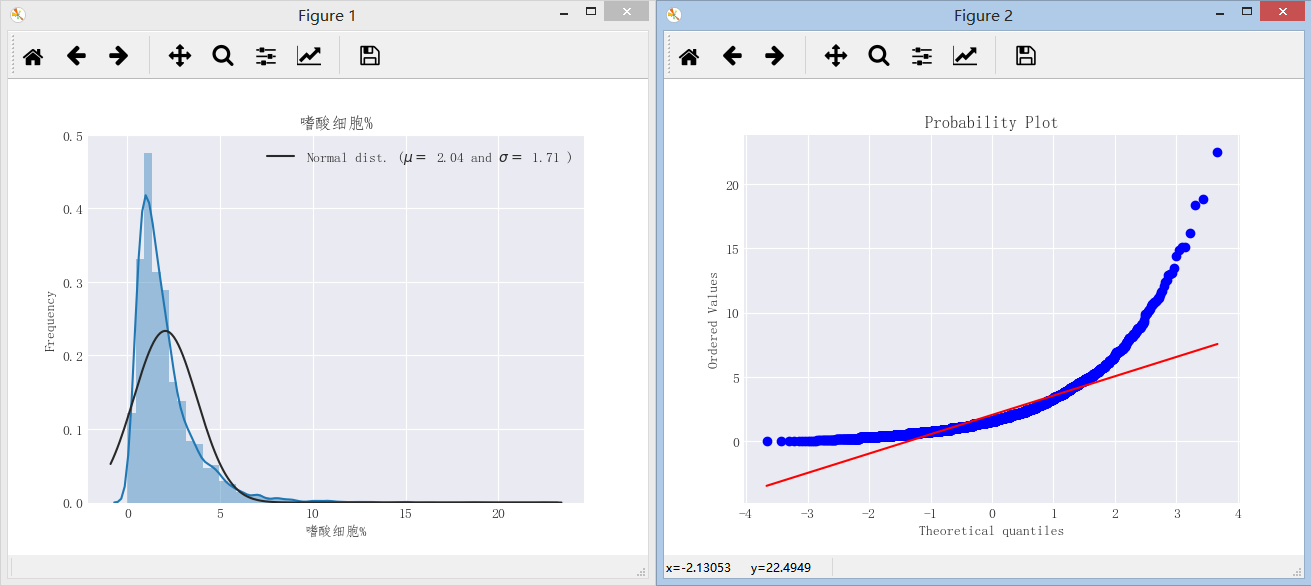 Figure 1
嗜酸细胞%
Normal dist. (μ = 2.04 and σ = 1.71 )
Frequency
0.5
0.4
0.3
0.2
0.1
0.0
0
5
10
15
20
嗜酸细胞%
Figure 2
Probability Plot
Ordered Values
20
15
10
5
0
−4
−3
−2
−1
0
1
2
3
4
Theoretical quantiles
x=-2.13053 y=22.4949